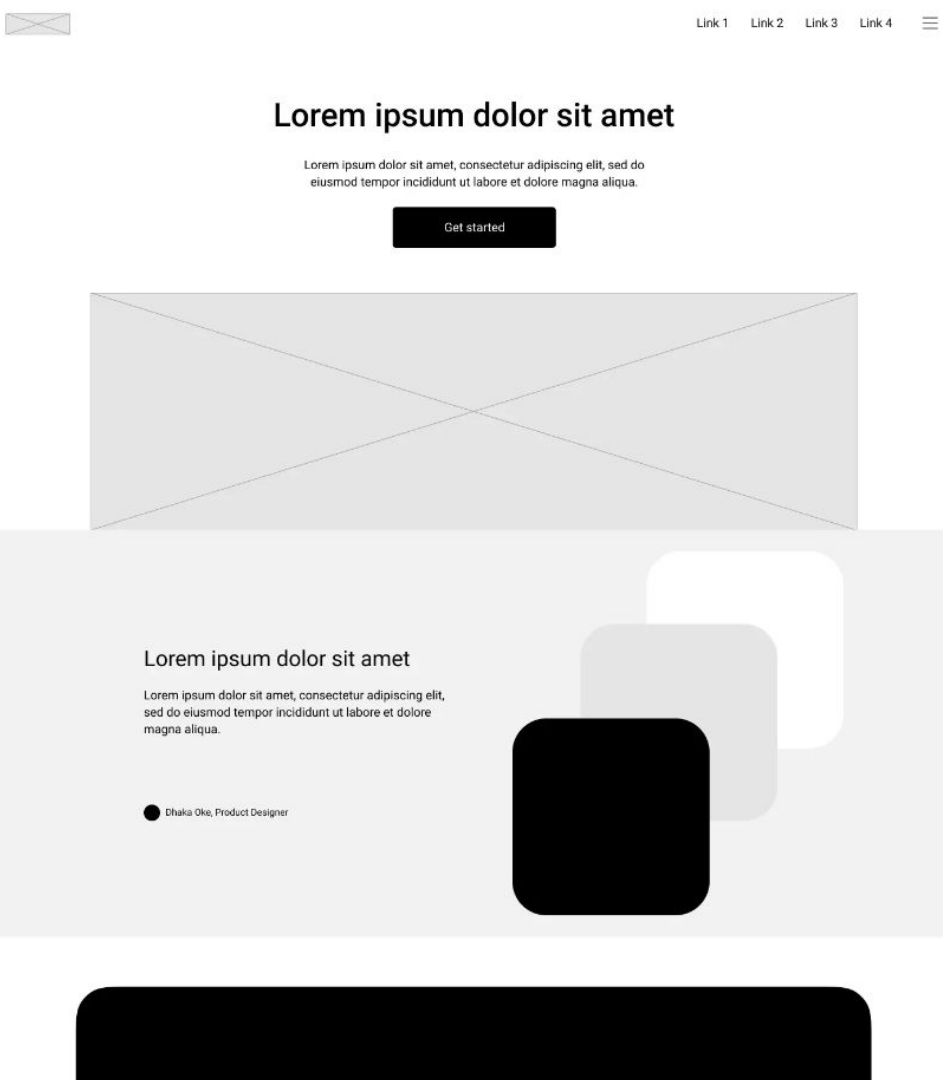 Link 1 Link 2 Link 3 Link 4
Lorem ipsum dolor sit amet
Lorem ipsum dolor sit amet, consectetur adipiscing elit, sed do
eiusmod tempor incididunt ut labore et dolore magna aliqua.
Get started
Lorem ipsum dolor sit amet
Lorem ipsum dolor sit amet, consectetur adipiscing elit,
sed do eiusmod tempor incididunt ut labore et dolore
magna aliqua.
Dhaka Oke, Product Designer